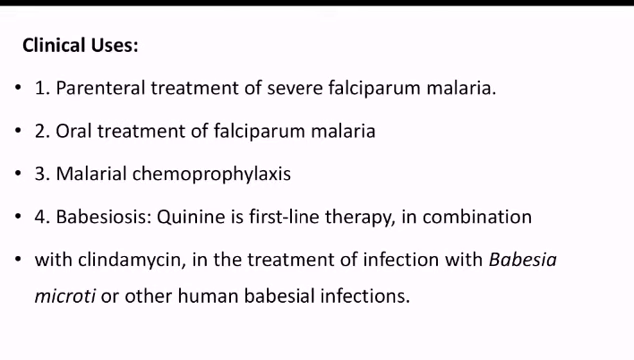 Clinical Uses:
• 1. Parenteral treatment of severe falciparum malaria.
• 2. Oral treatment of falciparum malaria
• 3. Malarial chemoprophylaxis
• 4. Babesiosis: Quinine is first-line therapy, in combination
• with clindamycin, in the treatment of infection with Babesia
microti or other human babesial infections.